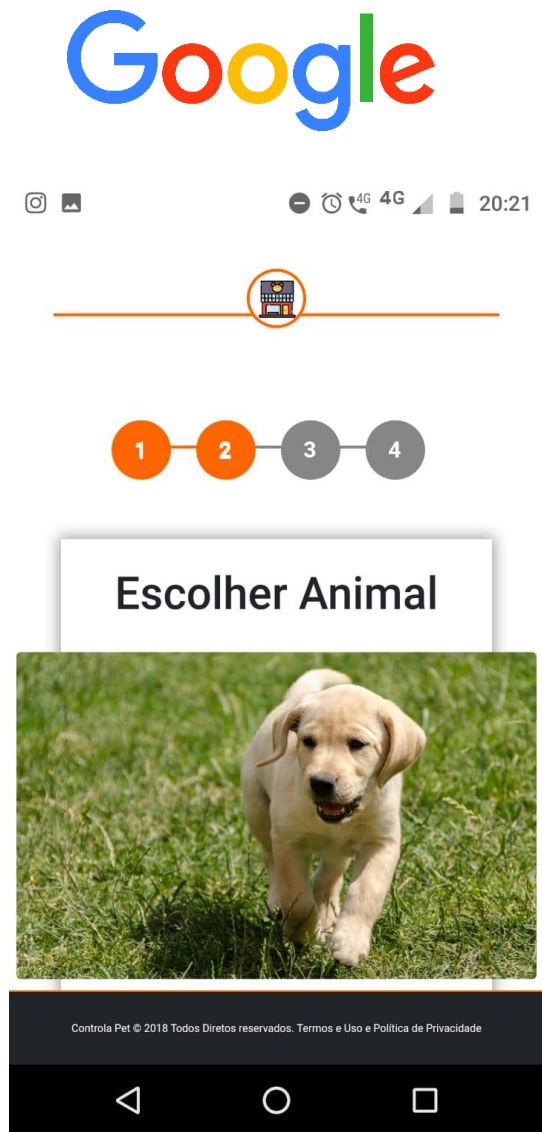 Google
4G 4G 20:21
1 2 3 4
Escolher Animal
Controla Pet © 2018 Todos Diretos reservados. Termos e Uso e Política de Privacidade